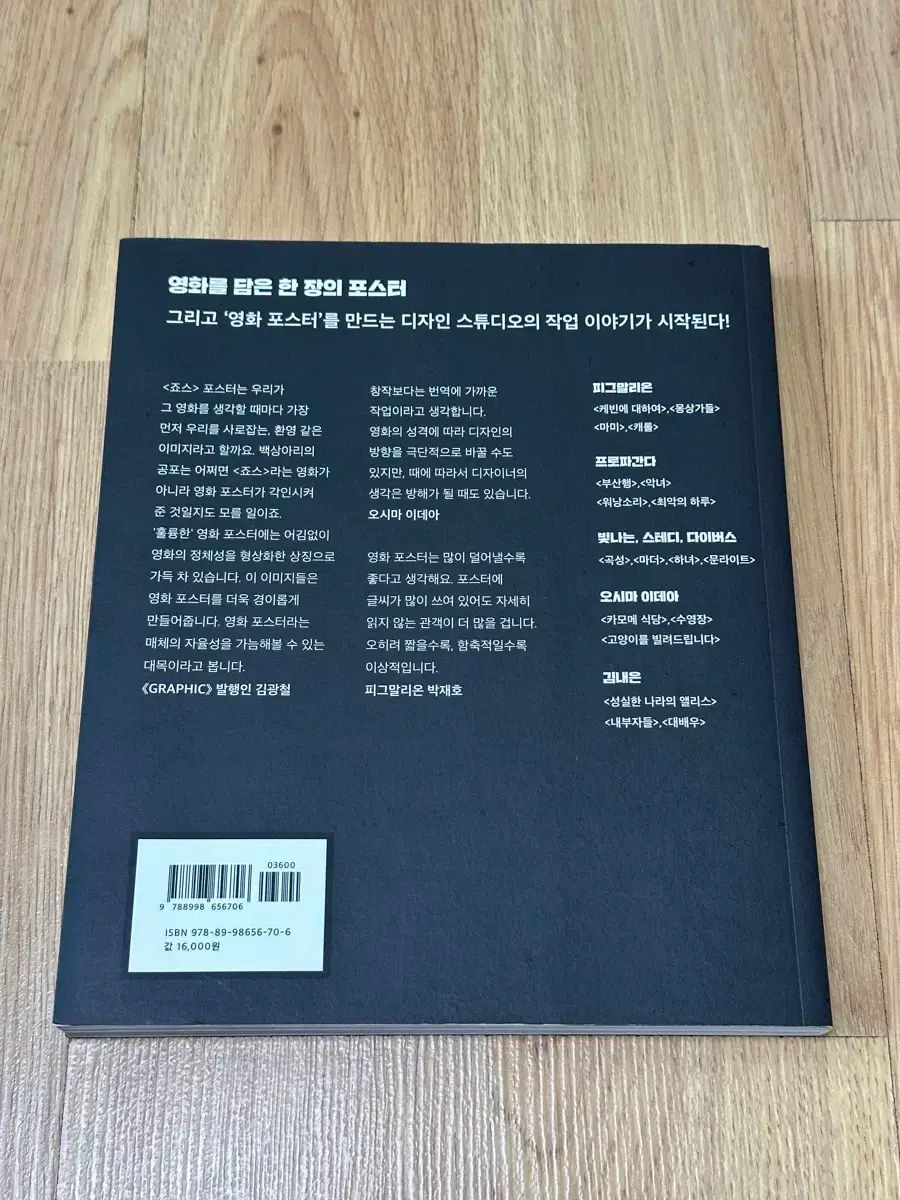 영화를 담은 한 장의 포스터
그리고 ‘영화 포스터’를 만드는 디자인 스튜디오의 작업 이야기가 시작된다!
<죠스> 포스터는 우리가
그 영화를 생각할 때마다 가장
먼저 우리를 사로잡는, 환영 같은
이미지라고 할까요. 백상아리의
공포는 어쩌면 <죠스>라는 영화가
아니라 영화 포스터가 각인시켜
준 것일지도 모를 일이죠.
‘훌륭한’ 영화 포스터에는 어김없이
영화의 정체성을 형상화한 상징으로
가득 차 있습니다. 이 이미지들은
영화 포스터를 더욱 경이롭게
만들어줍니다. 영화 포스터라는
매체의 자율성을 가늠해볼 수 있는
대목이라고 봅니다.
《GRAPHIC》 발행인 김광철
창작보다는 번역에 가까운
작업이라고 생각합니다.
영화의 성격에 따라 디자인의
방향을 극단적으로 바꿀 수도
있지만, 때에 따라서 디자이너의
생각은 방해가 될 때도 있습니다.
오시마 이데아
영화 포스터는 많이 덜어낼수록
좋다고 생각해요. 포스터에
글씨가 많이 쓰여 있어도 자세히
읽지 않는 관객이 더 많을 겁니다.
오히려 짧을수록, 함축적일수록
이상적입니다.
피그말리온 박재호
피그말리온
<케빈에 대하여>,<몽상가들>
<마미>,<캐롤>
프로파간다
<부산행>,<악녀>
<워낭소리>,<최악의 하루>
빛나는, 스테디, 다이버스
<곡성>,<마더>,<하녀>,<문라이트>
오시마 이데아
<카모메 식당>,<수영장>
<고양이를 빌려드립니다>
김내은
<성실한 나라의 앨리스>
<내부자들>,<대배우>
03600
9 788998 656706
ISBN 978-89-98656-70-6
값 16,000원